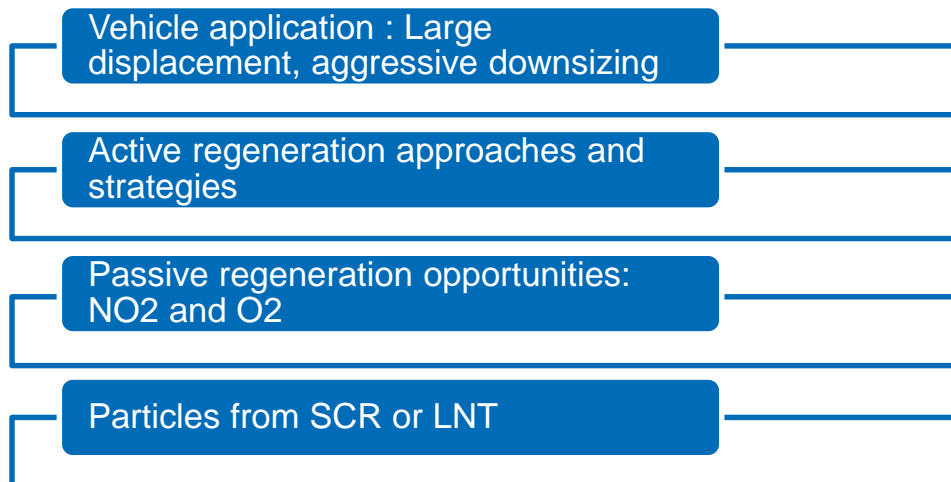 Vehicle application : Large
displacement, aggressive downsizing
Active regeneration approaches and
strategies
Passive regeneration opportunities:
NO2 and O2
Particles from SCR or LNT